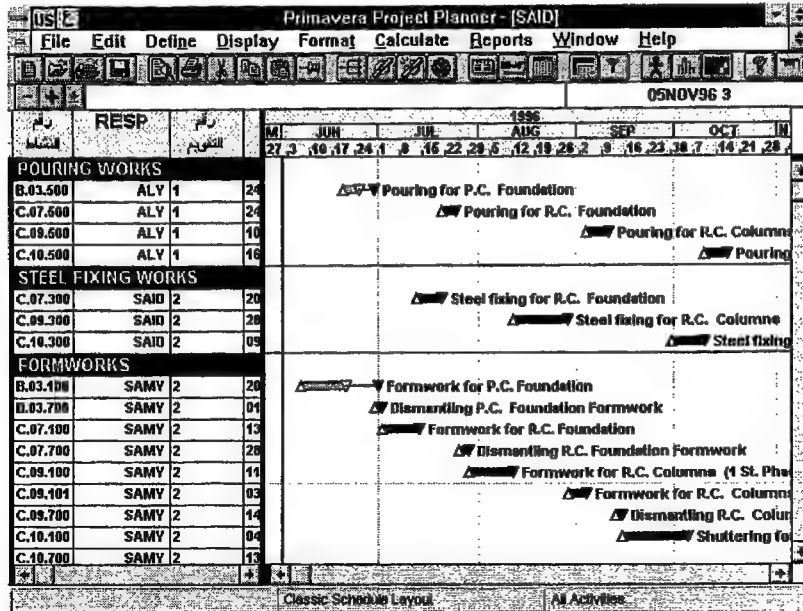 US
Primavera Project Planner - [SAID]
File Edit Define Display Format Calculate Reports Window Help
05NOV96 3
رقم النشاط RESP رقم التقويم
1996
M JUN JUL AUG SEP OCT N
27 3 10 17 24 1 8 15 22 29 5 12 19 26 2 9 16 23 30 7 14 21 28
POURING WORKS
B.03.500 ALY 1 24 Pouring for P.C. Foundation
C.07.500 ALY 1 24 Pouring for R.C. Foundation
C.09.500 ALY 1 10 Pouring for R.C. Columns
C.10.500 ALY 1 16 Pouring
STEEL FIXING WORKS
C.07.300 SAID 2 20 Steel fixing for R.C. Foundation
C.09.300 SAID 2 28 Steel fixing for R.C. Columns
C.10.300 SAID 2 09 Steel fixing
FORMWORKS
B.03.100 SAMY 2 20 Formwork for P.C. Foundation
B.03.700 SAMY 2 01 Dismantling P.C. Foundation Formwork
C.07.100 SAMY 2 13 Formwork for R.C. Foundation
C.07.700 SAMY 2 28 Dismantling R.C. Foundation Formwork
C.09.100 SAMY 2 11 Formwork for R.C. Columns (1 St. Pha
C.09.101 SAMY 2 03 Formwork for R.C. Column
C.09.700 SAMY 2 14 Dismantling R.C. Colur
C.10.100 SAMY 2 04 Shuttering fo
C.10.700 SAMY 2 13
Classic Schedule Layout All Activities